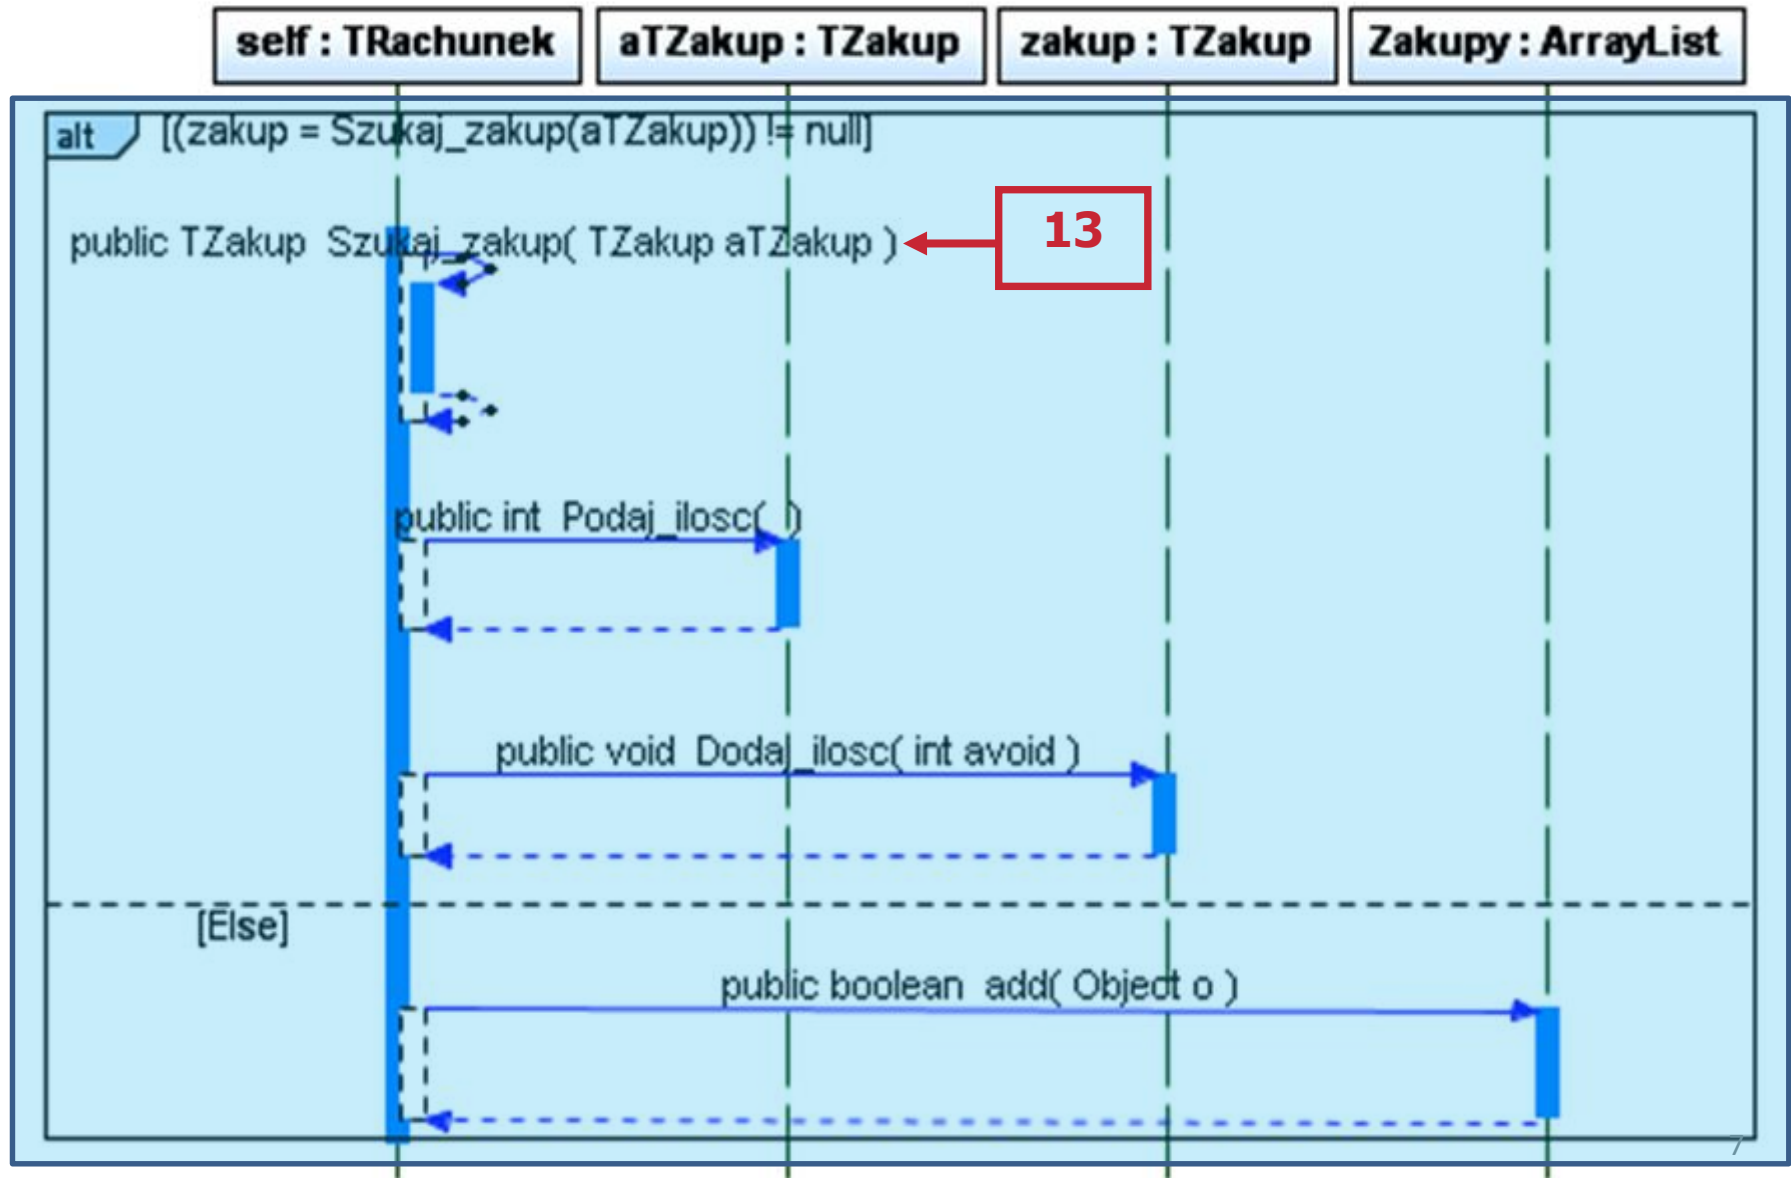 self : TRachunek
aTZakup : TZakup
zakup : TZakup
Zakupy : ArrayList
alt
[(zakup = Szukaj_zakup(aTZakup)) != null]
public TZakup  Szukaj_zakup( TZakup aTZakup )
13
public int  Podaj_ilosc(  )
public void  Dodaj_ilosc( int avoid )
[Else]
public boolean  add( Object o )
7